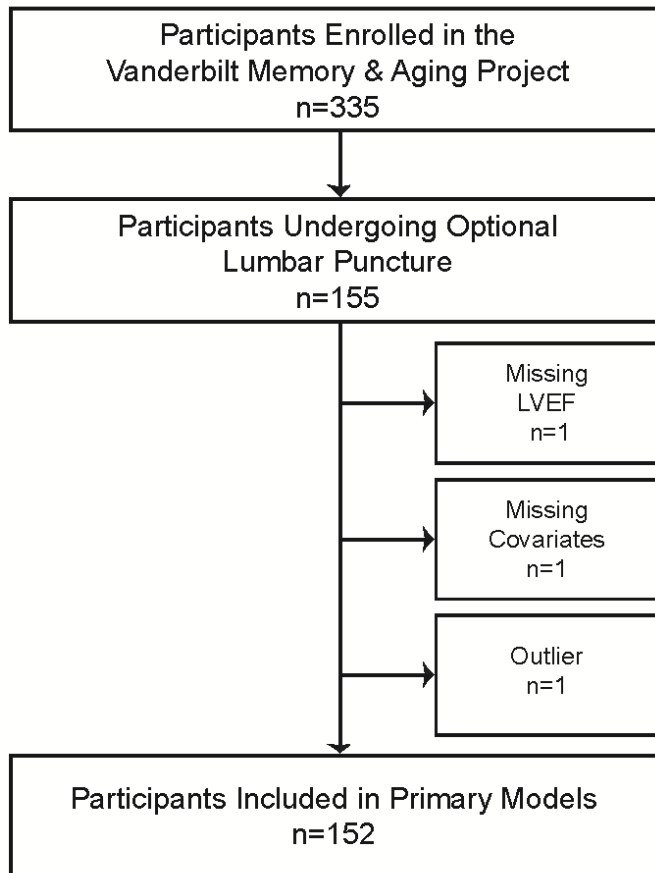 Participants Enrolled in the
Vanderbilt Memory & Aging Project
n=335
Participants Undergoing Optional
Lumbar Puncture
n=155
Missing
LVEF
n=1
Missing
Covariates
n=1
Outlier
n=1
Participants Included in Primary Models
n=152